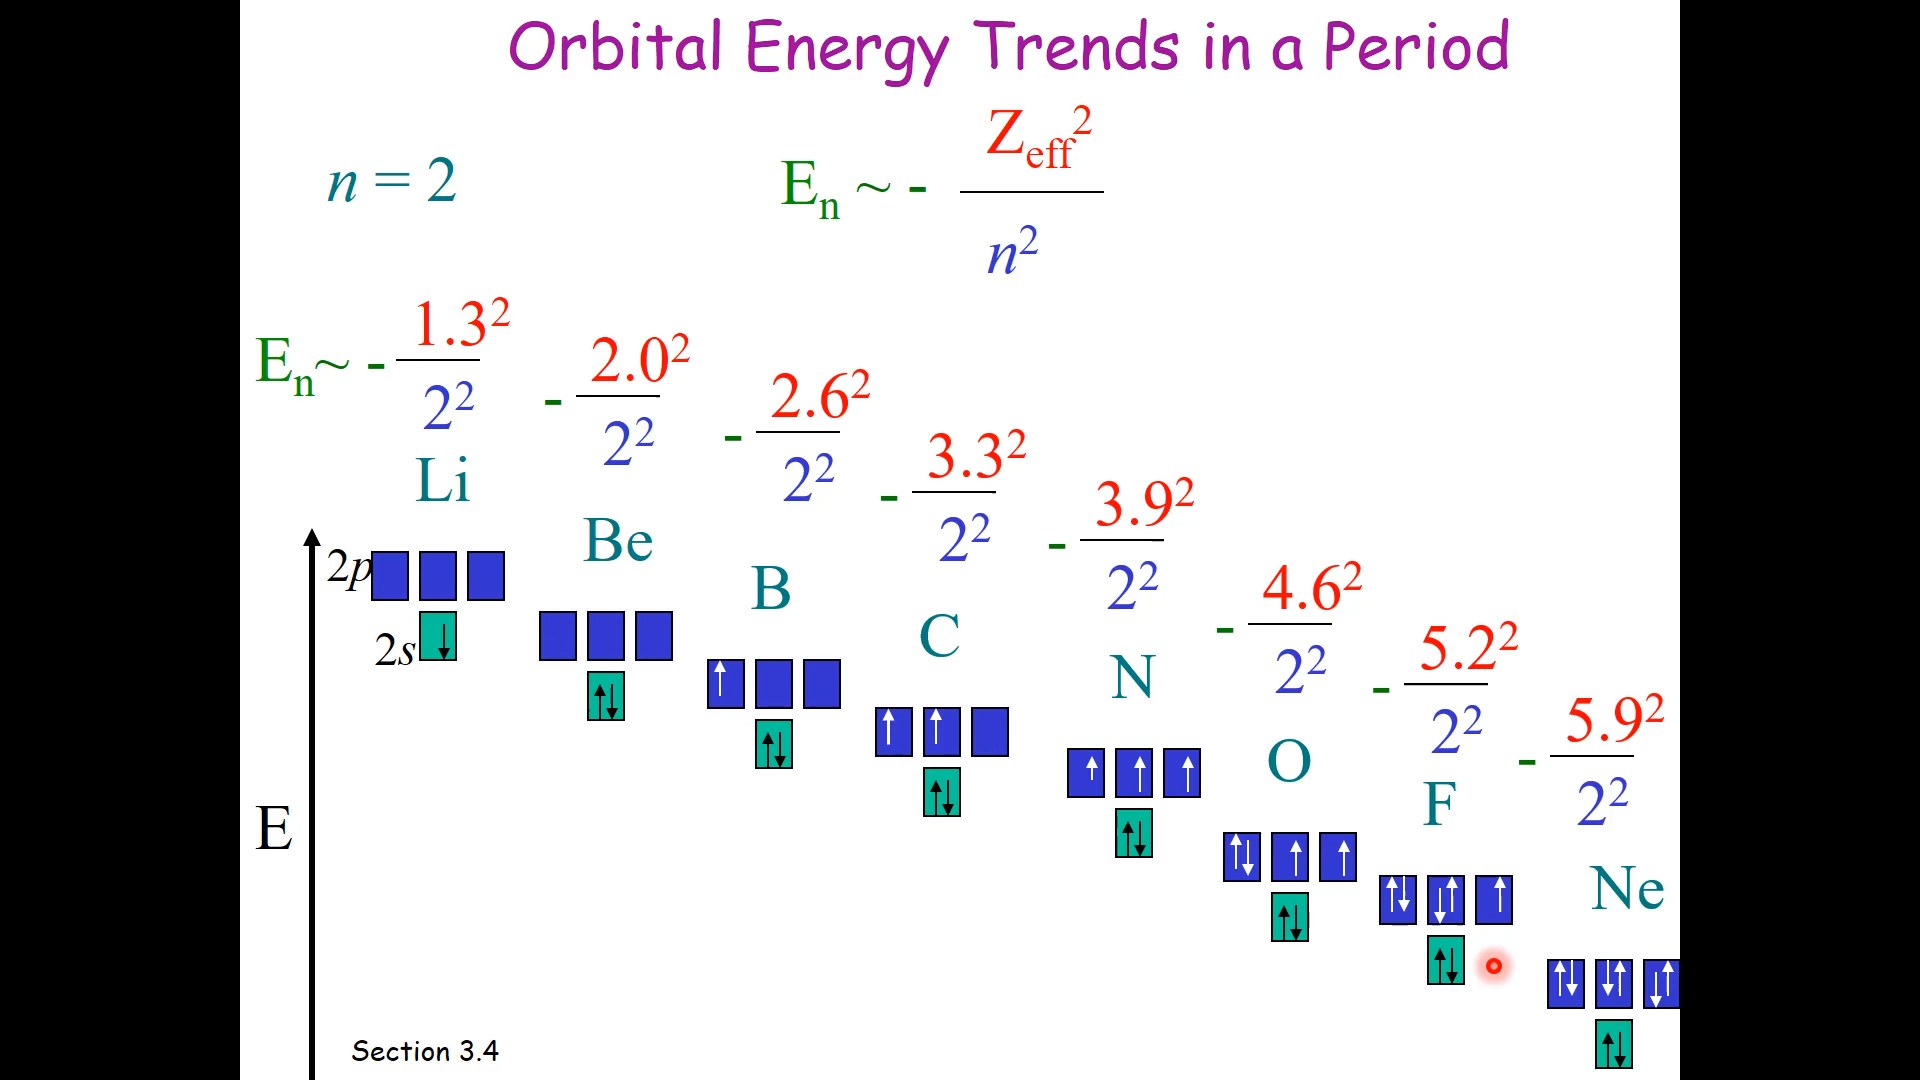 Orbital Energy Trends in a Period
n = 2
Eₙ ~ - Z_eff² / n²
Eₙ ~ - 1.3² / 2²
- 2.0² / 2²
- 2.6² / 2²
- 3.3² / 2²
- 3.9² / 2²
- 4.6² / 2²
- 5.2² / 2²
- 5.9² / 2²
Li
Be
B
C
N
O
F
Ne
2p
2s
E
Section 3.4